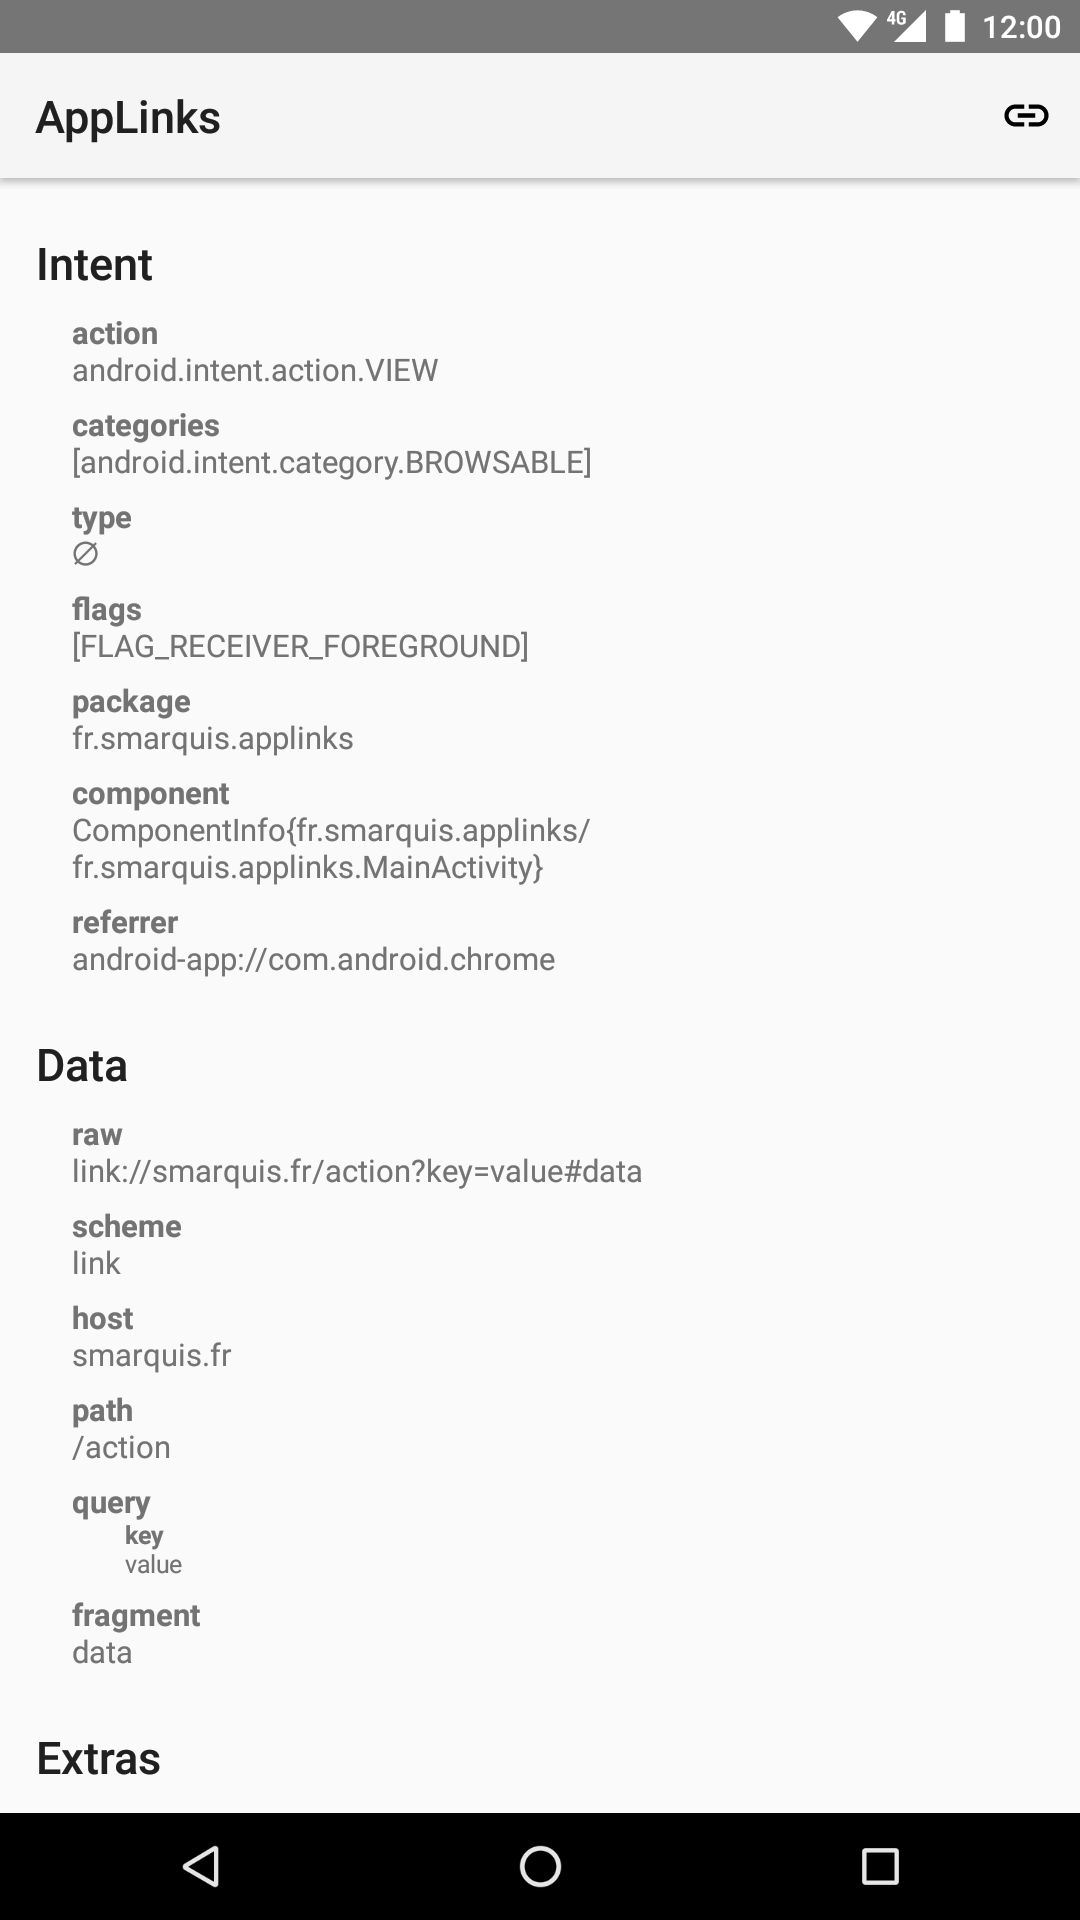 4G 12:00
AppLinks
Intent
action
android.intent.action.VIEW
categories
[android.intent.category.BROWSABLE]
type
∅
flags
[FLAG_RECEIVER_FOREGROUND]
package
fr.smarquis.applinks
component
ComponentInfo{fr.smarquis.applinks/
fr.smarquis.applinks.MainActivity}
referrer
android-app://com.android.chrome
Data
raw
link://smarquis.fr/action?key=value#data
scheme
link
host
smarquis.fr
path
/action
query
key
value
fragment
data
Extras